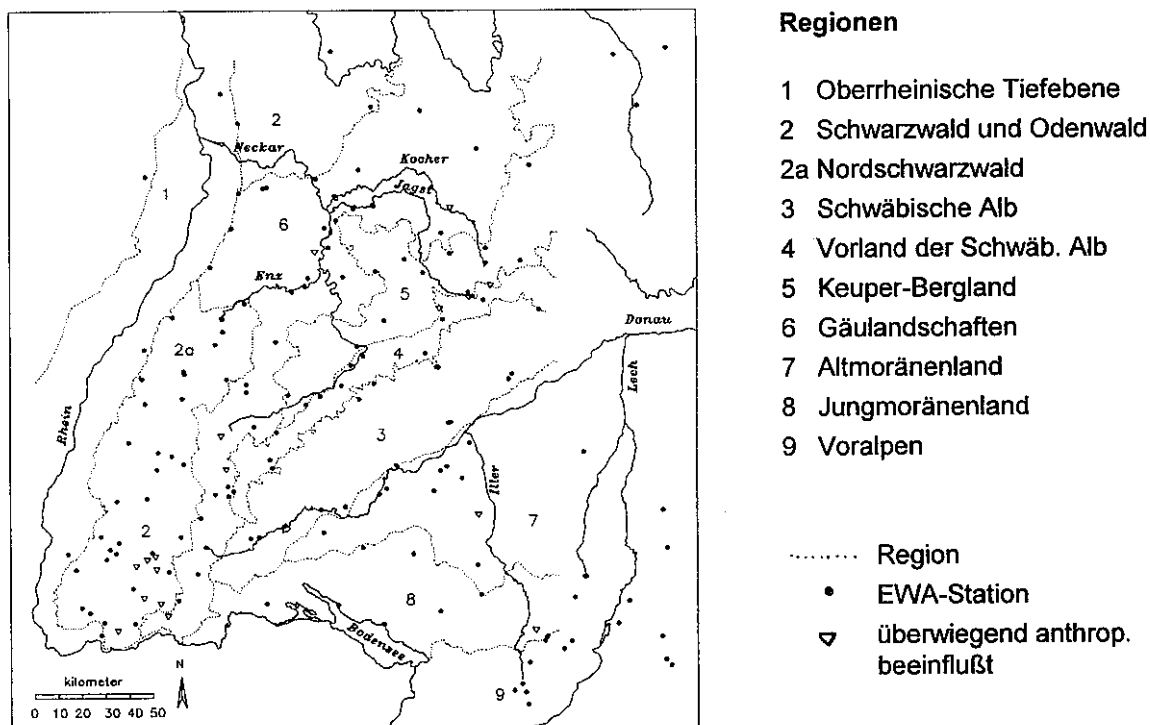 2
Neckar
Kocher
1
Jagst
6
Enz
5
Donau
2a
4
Lech
Rhein
3
Iller
7
2
8
Bodensee
N
kilometer
0 10 20 30 40 50
9
Regionen
1 Oberrheinische Tiefebene
2 Schwarzwald und Odenwald
2a Nordschwarzwald
3 Schwäbische Alb
4 Vorland der Schwäb. Alb
5 Keuper-Bergland
6 Gäulandschaften
7 Altmoränenland
8 Jungmoränenland
9 Voralpen
Region
EWA-Station
überwiegend anthrop.
beeinflußt